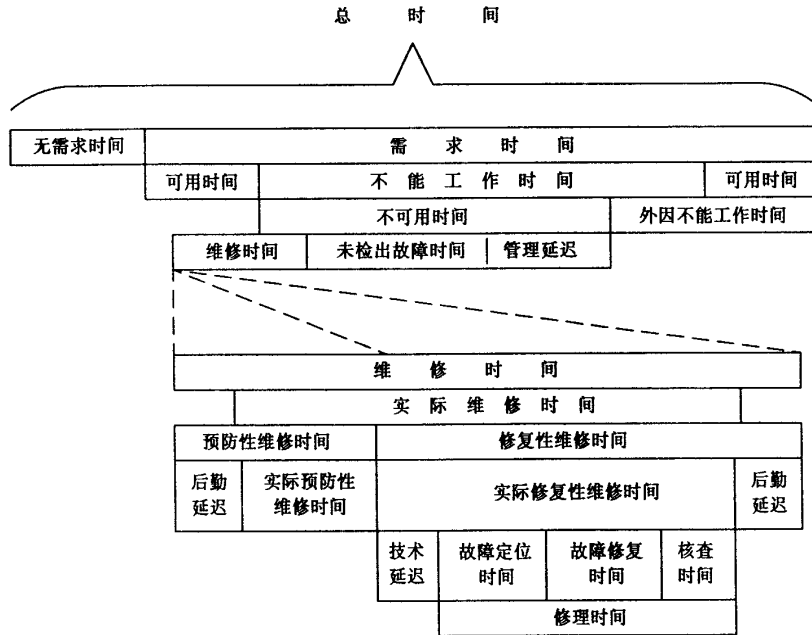 总时间
无需求时间 需求时间
可用时间 不能工作时间 可用时间
不可用时间 外因不能工作时间
维修时间 未检出故障时间 管理延迟
维修时间
实际维修时间
预防性维修时间 修复性维修时间
后勤延迟 实际预防性维修时间 实际修复性维修时间 后勤延迟
技术延迟 故障定位时间 故障修复时间 核查时间
修理时间